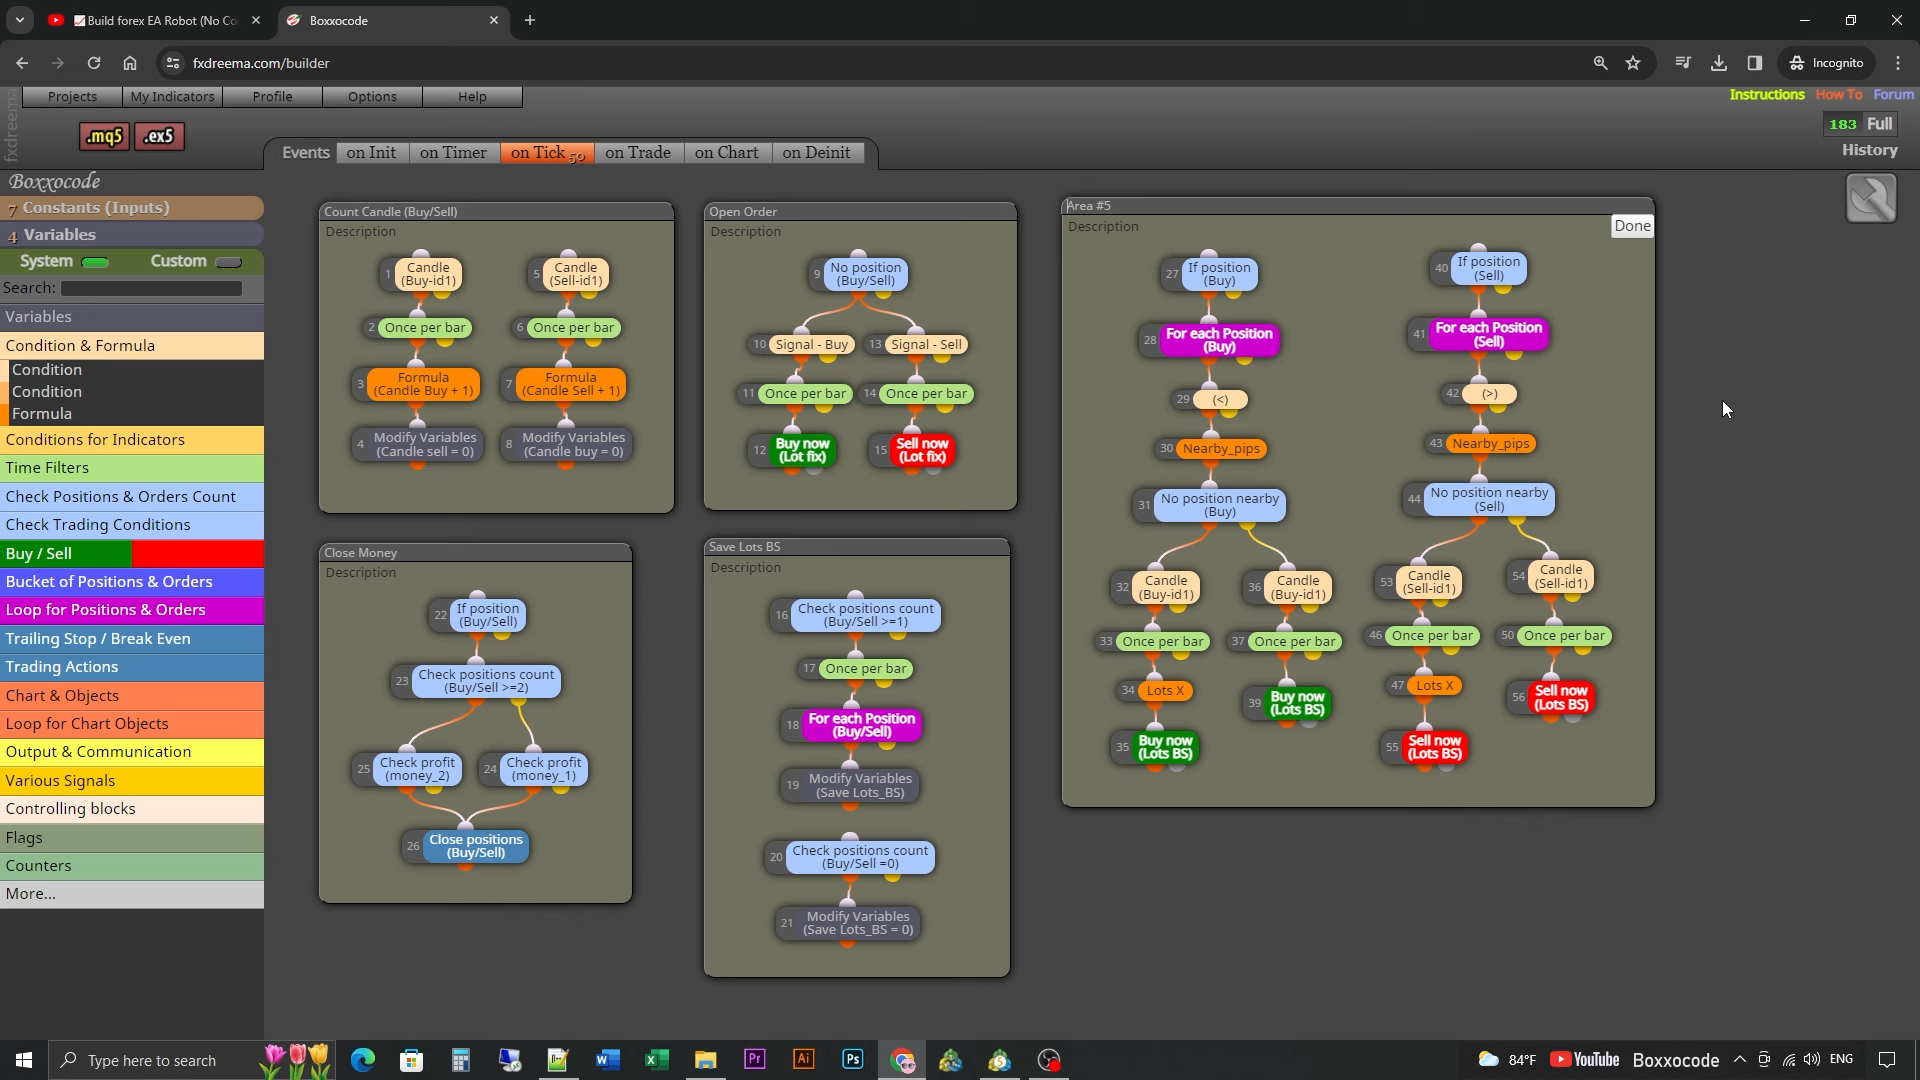 Build forex EA Robot (No Co
Boxxocode
fxdreema.com/builder
Incognito
Projects
My Indicators
Profile
Options
Help
Instructions
How To
Forum
fxdreema
.mq5
.ex5
183 Full
History
Events
on Init
on Timer
on Tick 50
on Trade
on Chart
on Deinit
Boxxocode
7 Constants (Inputs)
4 Variables
System
Custom
Search:
Variables
Condition & Formula
Condition
Condition
Formula
Conditions for Indicators
Time Filters
Check Positions & Orders Count
Check Trading Conditions
Buy / Sell
Bucket of Positions & Orders
Loop for Positions & Orders
Trailing Stop / Break Even
Trading Actions
Chart & Objects
Loop for Chart Objects
Output & Communication
Various Signals
Controlling blocks
Flags
Counters
More...
Count Candle (Buy/Sell)
Description
1 Candle
(Buy-id1)
5 Candle
(Sell-id1)
2 Once per bar
6 Once per bar
3 Formula
(Candle Buy + 1)
7 Formula
(Candle Sell + 1)
4 Modify Variables
(Candle sell = 0)
8 Modify Variables
(Candle buy = 0)
Open Order
Description
9 No position
(Buy/Sell)
10 Signal - Buy
13 Signal - Sell
11 Once per bar
14 Once per bar
12 Buy now
(Lot fix)
15 Sell now
(Lot fix)
Close Money
Description
22 If position
(Buy/Sell)
23 Check positions count
(Buy/Sell >=2)
25 Check profit
(money_2)
24 Check profit
(money_1)
26 Close positions
(Buy/Sell)
Save Lots BS
Description
16 Check positions count
(Buy/Sell >=1)
17 Once per bar
18 For each Position
(Buy/Sell)
19 Modify Variables
(Save Lots_BS)
20 Check positions count
(Buy/Sell =0)
21 Modify Variables
(Save Lots_BS = 0)
Area #5
Description
Done
27 If position
(Buy)
40 If position
(Sell)
28 For each Position
(Buy)
41 For each Position
(Sell)
29 (<)
42 (>)
30 Nearby_pips
43 Nearby_pips
31 No position nearby
(Buy)
44 No position nearby
(Sell)
32 Candle
(Buy-id1)
36 Candle
(Buy-id1)
53 Candle
(Sell-id1)
54 Candle
(Sell-id1)
33 Once per bar
37 Once per bar
46 Once per bar
50 Once per bar
34 Lots X
39 Buy now
(Lots BS)
47 Lots X
56 Sell now
(Lots BS)
35 Buy now
(Lots BS)
55 Sell now
(Lots BS)
Type here to search
Pr
Ai
Ps
84°F
YouTube
Boxxocode
ENG